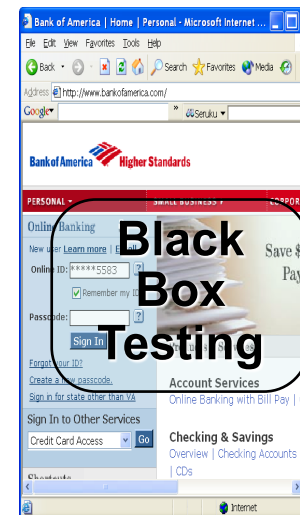 Bank of America | Home | Personal - Microsoft Internet ...
File Edit View Favorites Tools Help
Back Search Favorites Media
Address http://www.bankofamerica.com/
Google » Seruku
Bank of America Higher Standards
PERSONAL SMALL BUSINESS CORPOR
Online Banking
New user Learn more | Enroll
Save $
Online ID: *****5583 ?
Pay
Remember my ID
Passcode: ?
Black
Box
Testing
Sign In
Forgot your ID?
Create a new passcode.
Sign in for state other than VA
Account Services
Online Banking with Bill Pay |
Sign In to Other Services
Credit Card Access Go
Checking & Savings
Overview | Checking Accounts
| CDs
Shortcuts
Internet